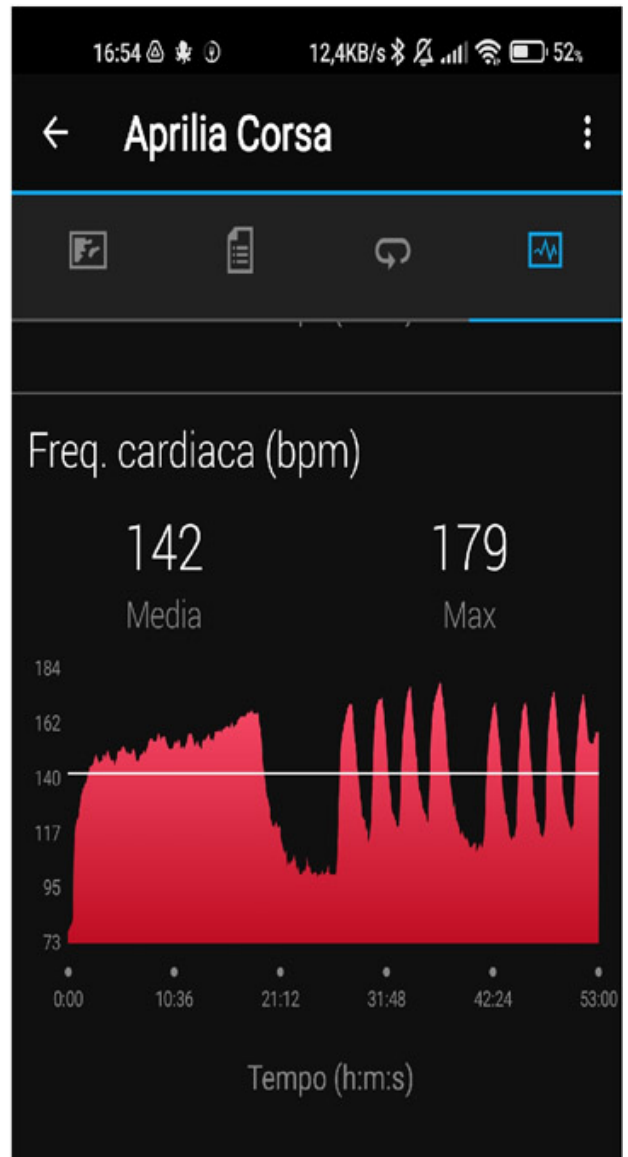 16:54 12,4KB/s 52%
Aprilia Corsa
Freq. cardiaca (bpm)
142 179
Media Max
184
162
140
117
95
73
0:00 10:36 21:12 31:48 42:24 53:00
Tempo (h:m:s)